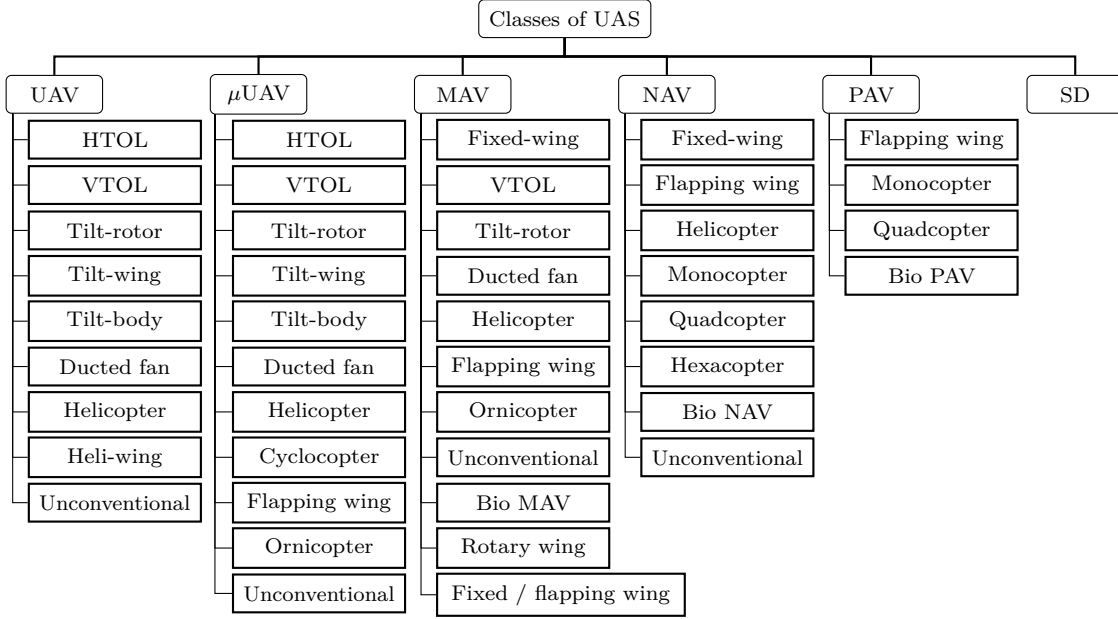 Classes of UAS
UAV
HTOL
VTOL
Tilt-rotor
Tilt-wing
Tilt-body
Ducted fan
Helicopter
Heli-wing
Unconventional
μUAV
HTOL
VTOL
Tilt-rotor
Tilt-wing
Tilt-body
Ducted fan
Helicopter
Cyclocopter
Flapping wing
Ornicopter
Unconventional
MAV
Fixed-wing
VTOL
Tilt-rotor
Ducted fan
Helicopter
Flapping wing
Ornicopter
Unconventional
Bio MAV
Rotary wing
Fixed / flapping wing
NAV
Fixed-wing
Flapping wing
Helicopter
Monocopter
Quadcopter
Hexacopter
Bio NAV
Unconventional
PAV
Flapping wing
Monocopter
Quadcopter
Bio PAV
SD